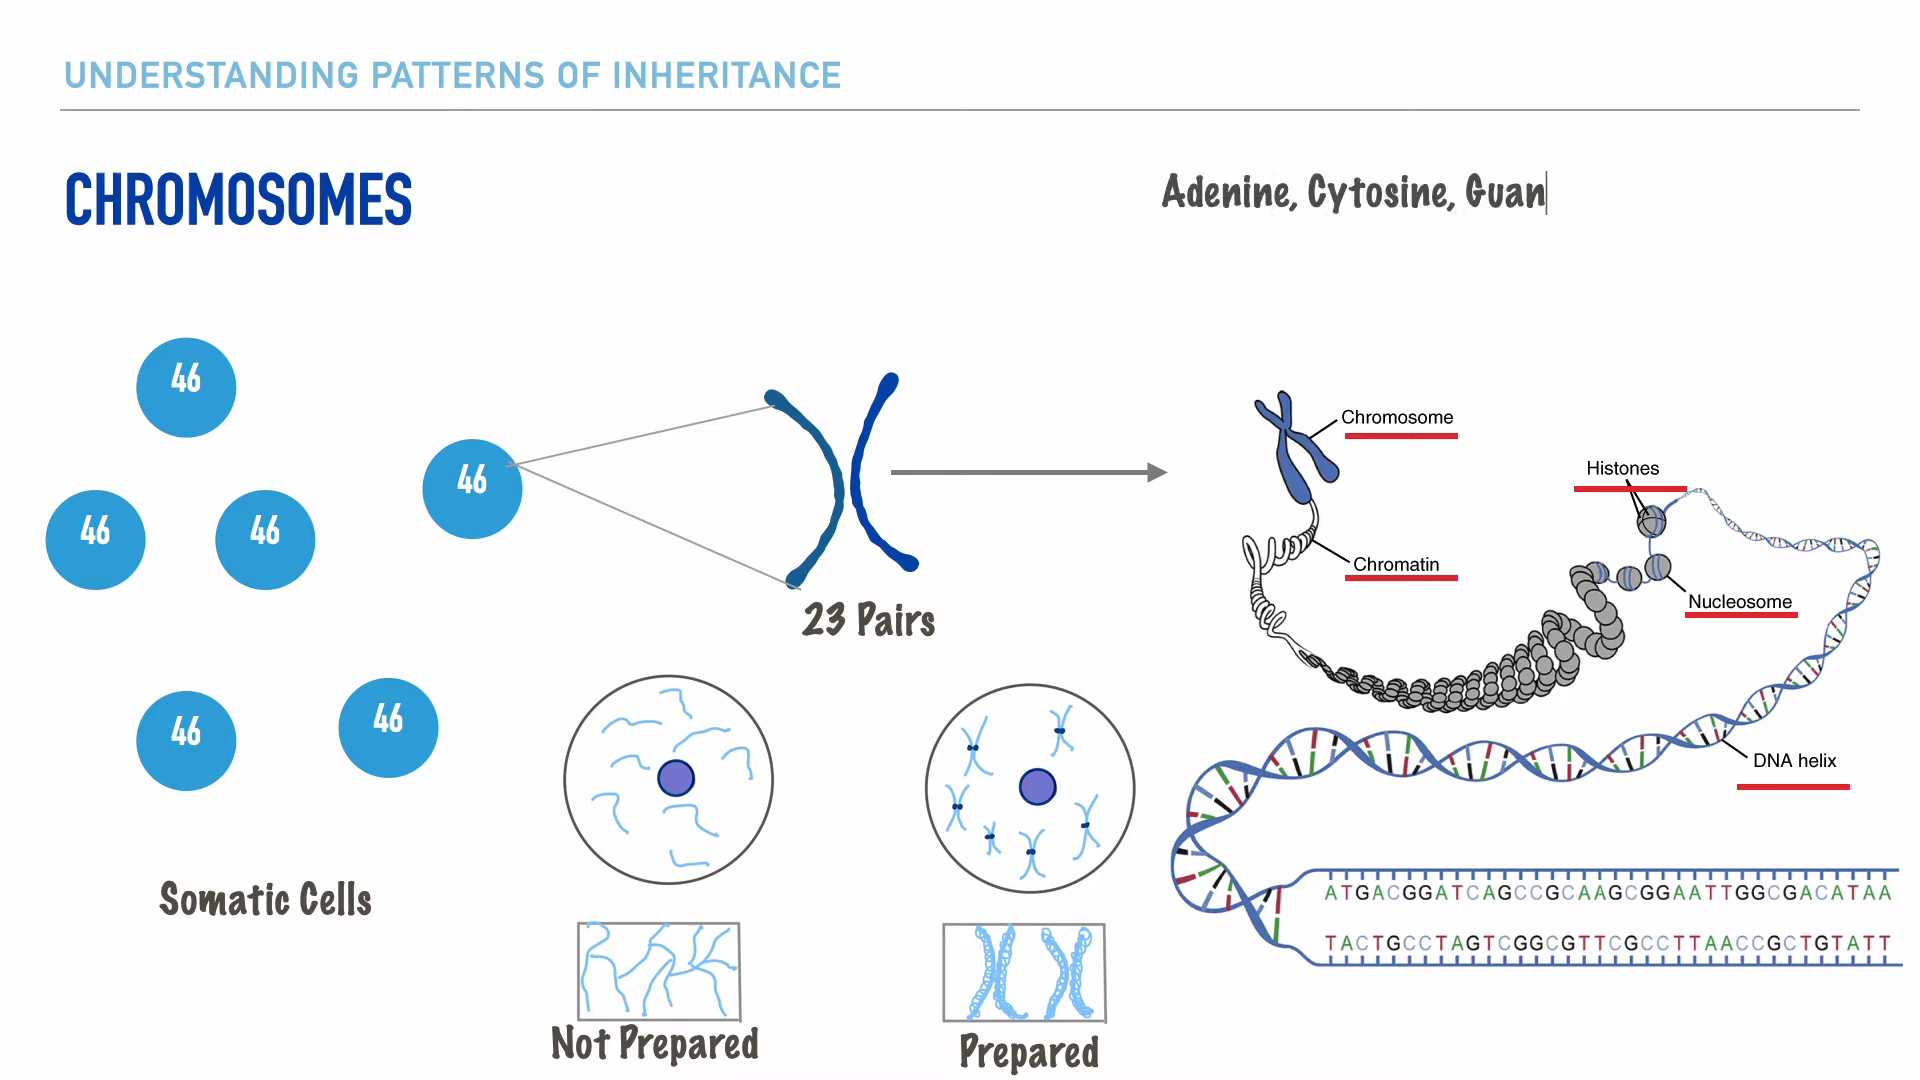 UNDERSTANDING PATTERNS OF INHERITANCE
CHROMOSOMES
Adenine, Cytosine, Guan
46
46
46
46
46
46
Somatic Cells
23 Pairs
Not Prepared
Prepared
Chromosome
Histones
Chromatin
Nucleosome
DNA helix
ATGACGGATCAGCCGCAAGCGGAATTGGCGACATAA
TACTGCCTAGTCGGCGTTCGCCTTAACCGCTGTATT